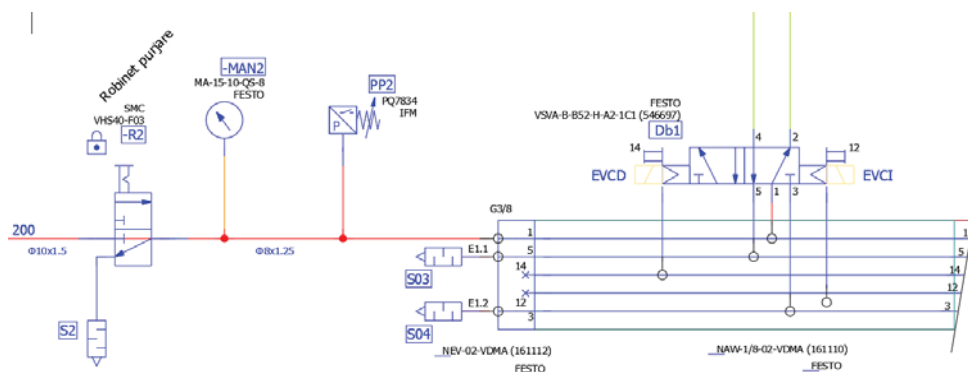 Robinet purjare
SMC
VHS40-F03
-R2
-MAN2
MA-15-10-QS-8
FESTO
PP2
PQ7834
IFM
P
FESTO
VSVA-B-B52-H-A2-1C1 (546697)
Db1
4
2
14
12
EVCD
EVCI
5
1
3
200
Φ10x1.5
Φ8x1.25
G3/8
1
1
E1.1
5
5
S03
14
14
12
E1.2
12
3
3
S04
S2
NEV-02-VDMA (161112)
FESTO
NAW-1/8-02-VDMA (161110)
FESTO